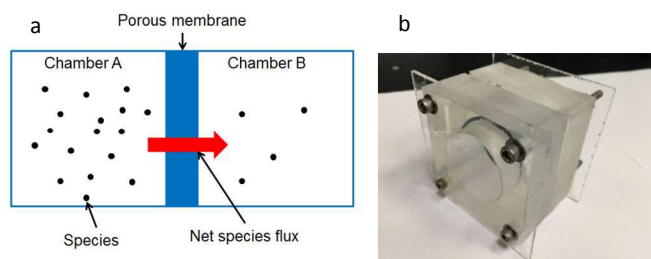 a
Porous membrane
b
Chamber A
Chamber B
Species
Net species flux